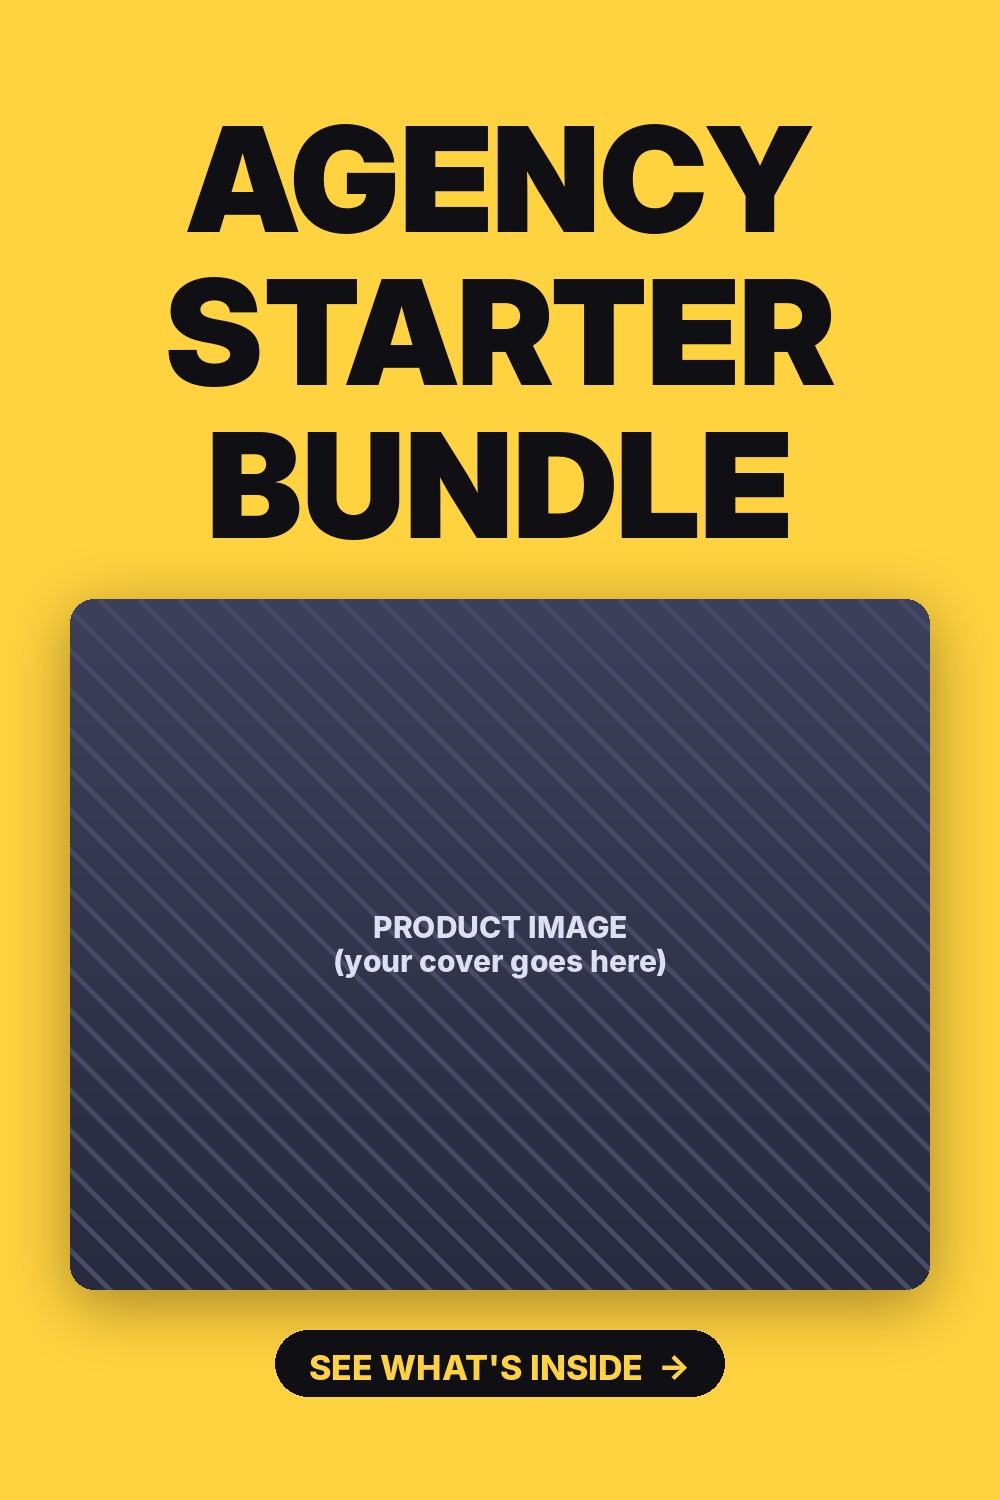 AGENCY
STARTER
BUNDLE
PRODUCT IMAGE
(your cover goes here)
SEE WHAT'S INSIDE →